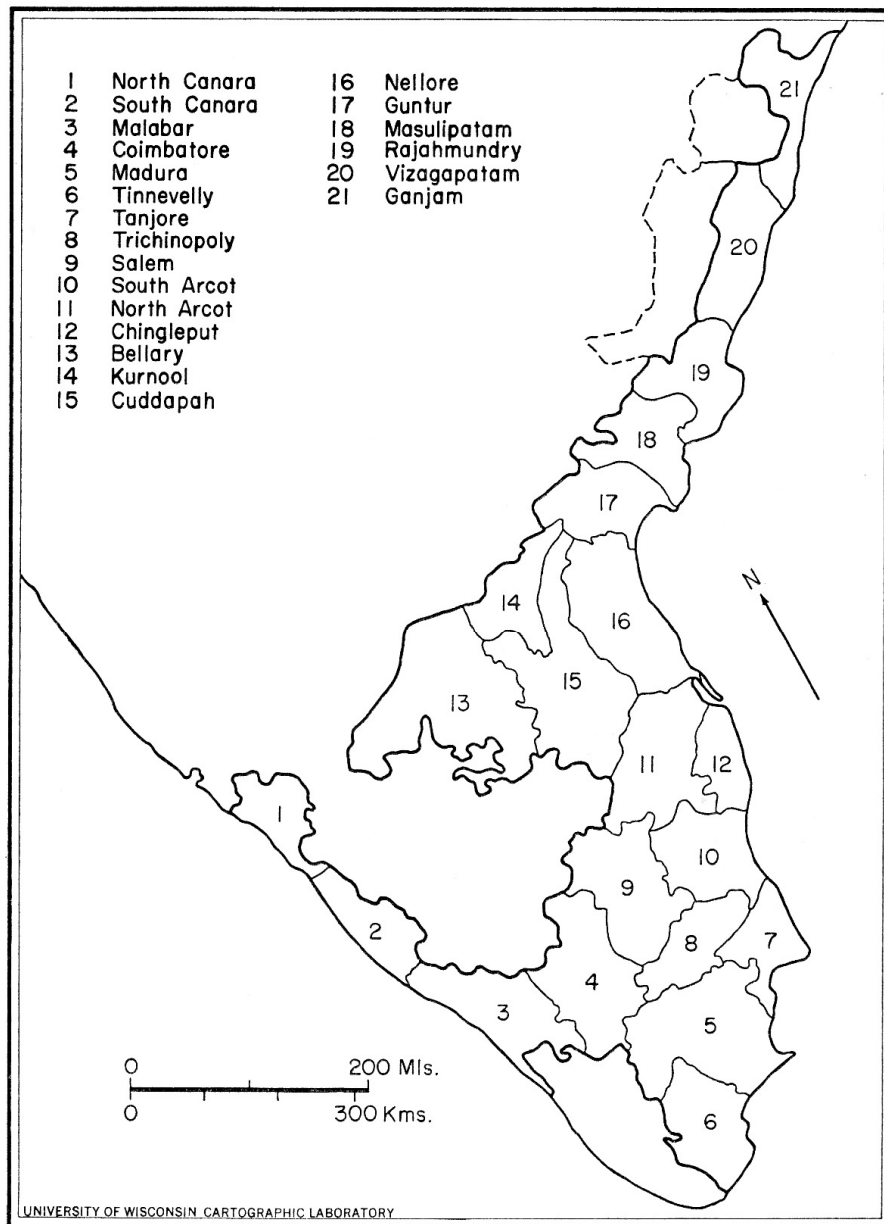 1 North Canara
2 South Canara
3 Malabar
4 Coimbatore
5 Madura
6 Tinnevelly
7 Tanjore
8 Trichinopoly
9 Salem
10 South Arcot
11 North Arcot
12 Chingleput
13 Bellary
14 Kurnool
15 Cuddapah
16 Nellore
17 Guntur
18 Masulipatam
19 Rajahmundry
20 Vizagapatam
21 Ganjam
21
20
19
18
17
N
14
16
15
13
11
12
1
10
9
2
8
7
4
3
5
0 200 Mls.
0 300 Kms.
6
UNIVERSITY OF WISCONSIN CARTOGRAPHIC LABORATORY